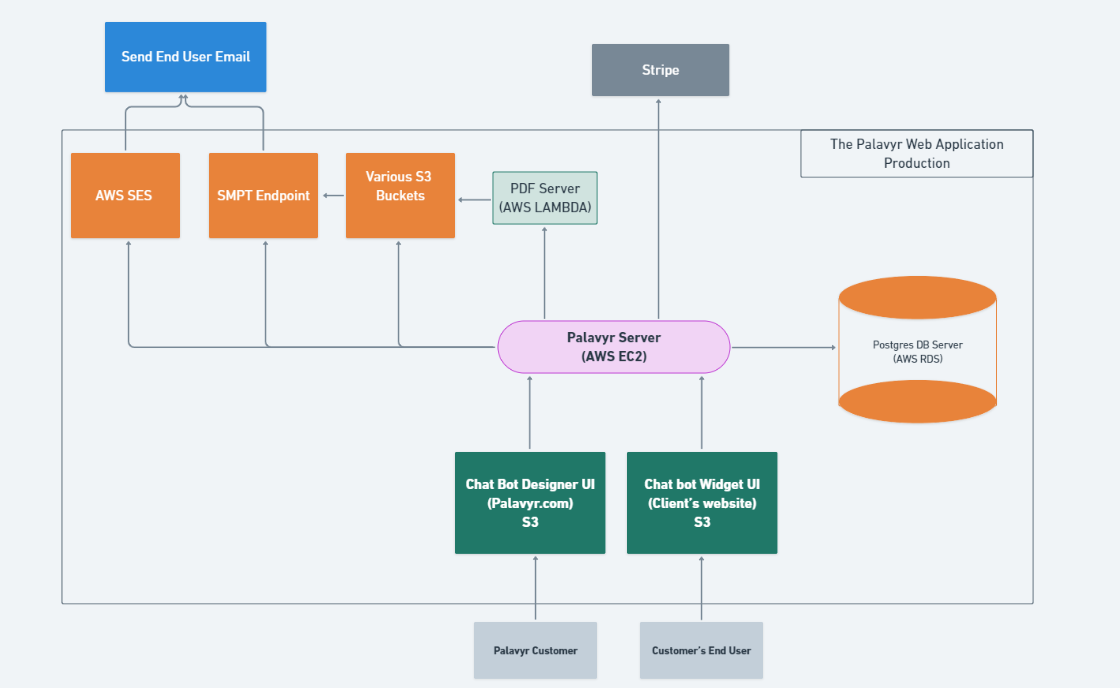 Send End User Email
Stripe
The Palavyr Web Application
Production
AWS SES
SMPT Endpoint
Various S3
Buckets
PDF Server
(AWS LAMBDA)
Palavyr Server
(AWS EC2)
Postgres DB Server
(AWS RDS)
Chat Bot Designer UI
(Palavyr.com)
S3
Chat bot Widget UI
(Client's website)
S3
Palavyr Customer
Customer's End User